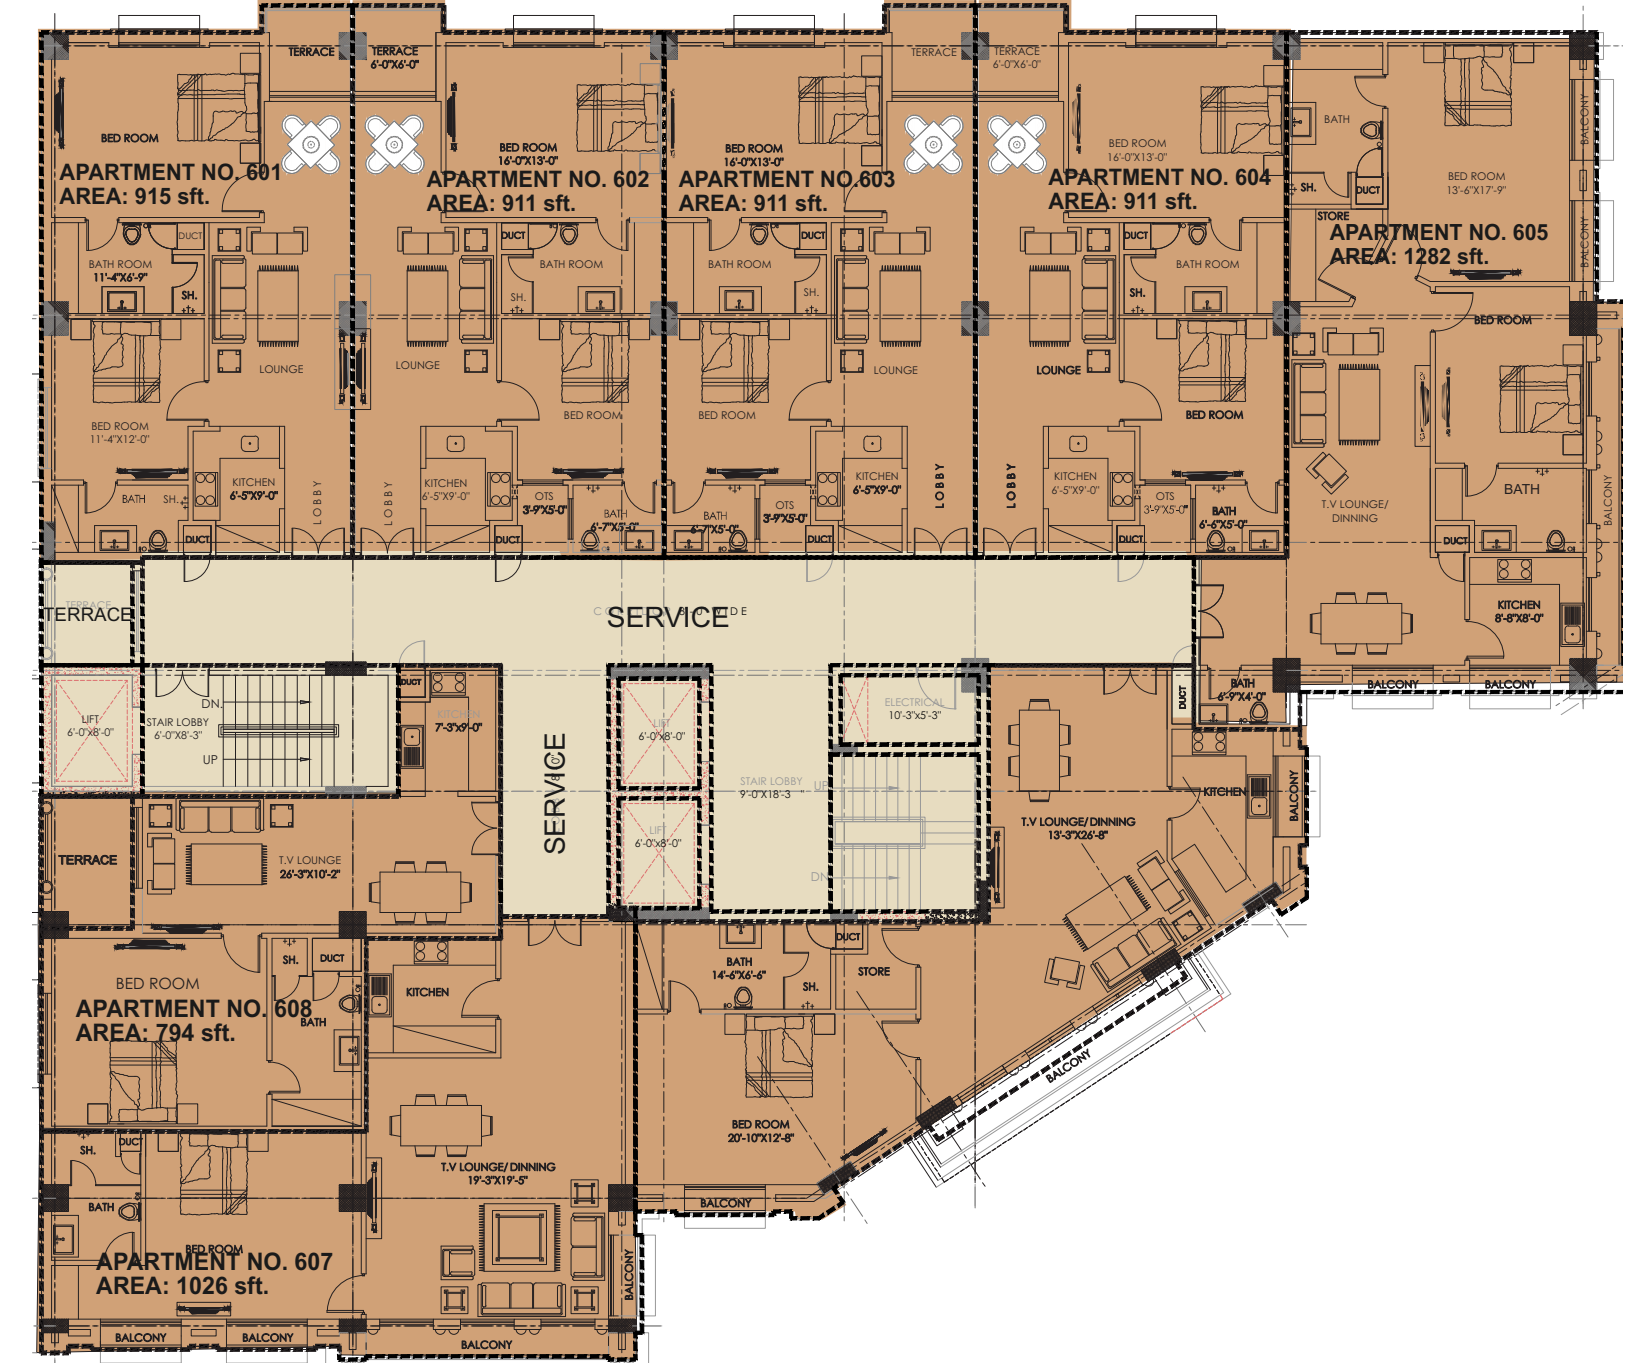 TERRACE
TERRACE
6'-0"X6'-0"
TERRACE
TERRACE
6'-0"X6'-0"
BED ROOM
APARTMENT NO. 601
AREA: 915 sft.
BED ROOM
16'-0"X13'-0"
APARTMENT NO. 602
AREA: 911 sft.
BED ROOM
16'-0"X13'-0"
APARTMENT NO.603
AREA: 911 sft.
BED ROOM
16'-0"X13'-0"
APARTMENT NO. 604
AREA: 911 sft.
BATH
SH.
DUCT
STORE
BED ROOM
13'-6"X17'-9"
BALCONY
BALCONY
APARTMENT NO. 605
AREA: 1282 sft.
DUCT
BATH ROOM
11'-4"X6'-9"
SH.
DUCT
BATH ROOM
SH.
DUCT
BATH ROOM
SH.
DUCT
BATH ROOM
SH.
BED ROOM
LOUNGE
LOUNGE
LOUNGE
LOUNGE
BED ROOM
11'-4"X12'-0"
BED ROOM
BED ROOM
BED ROOM
BATH
SH.
KITCHEN
6'-5"X9'-0"
LOBBY
LOBBY
KITCHEN
6'-5"X9'-0"
OTS
3'-9"X5'-0"
BATH
6'-7"X5'-0"
BATH
6'-7"X5'-0"
OTS
3'-9"X5'-0"
KITCHEN
6'-5"X9'-0"
LOBBY
LOBBY
KITCHEN
6'-5"X9'-0"
OTS
3'-9"X5'-0"
BATH
6'-6"X5'-0"
T.V LOUNGE/
DINNING
BATH
BALCONY
DUCT
DUCT
DUCT
DUCT
DUCT
TERRACE
SERVICE
KITCHEN
8'-8"X8'-0"
BALCONY
BALCONY
BATH
6'-9"X4'-0"
DUCT
LIFT
6'-0"X8'-0"
STAIR LOBBY
6'-0"X8'-3"
DN.
UP
DUCT
KITCHEN
7'-3"x9'-0"
SERVICE
LIFT
6'-0"x8'-0"
LIFT
6'-0"x8'-0"
STAIR LOBBY
9'-0"X18'-3"
UP
DN
ELECTRICAL
10'-3"x5'-3"
T.V LOUNGE/DINNING
13'-3"X26'-8"
KITCHEN
BALCONY
TERRACE
T.V LOUNGE
26'-3"X10'-2"
BED ROOM
SH.
DUCT
BATH
APARTMENT NO. 608
AREA: 794 sft.
KITCHEN
BATH
14'-6"X6'-6"
DUCT
STORE
SH.
BALCONY
BED ROOM
20'-10"X12'-8"
BALCONY
SH.
DUCT
BATH
T.V LOUNGE/DINNING
19'-3"X19'-5"
BED ROOM
APARTMENT NO. 607
AREA: 1026 sft.
BALCONY
BALCONY
BALCONY
BALCONY